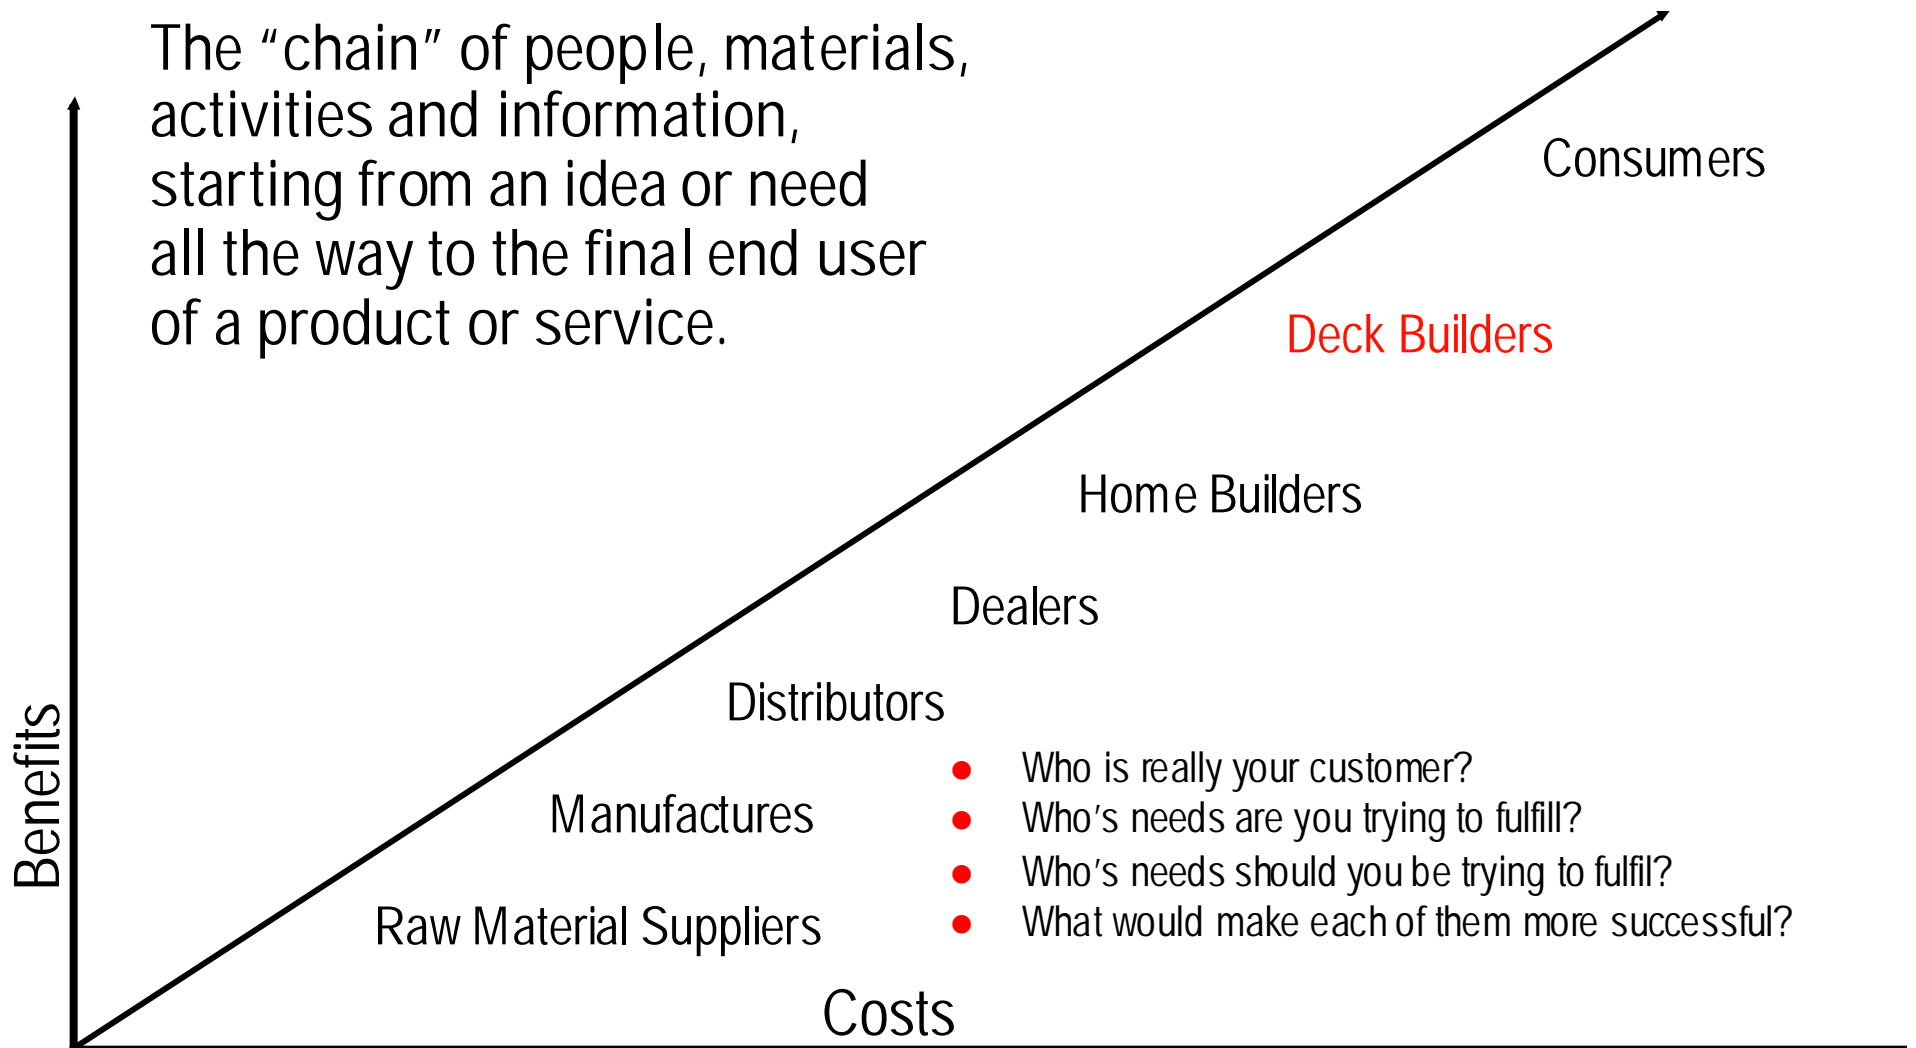 The “chain” of people, materials,
activities and information,
starting from an idea or need
all the way to the final end user
of a product or service.
Consumers
Deck Builders
Home Builders
Dealers
Distributors
Manufactures
Raw Material Suppliers
● Who is really your customer?
● Who’s needs are you trying to fulfill?
● Who’s needs should you be trying to fulfil?
● What would make each of them more successful?
Benefits
Costs